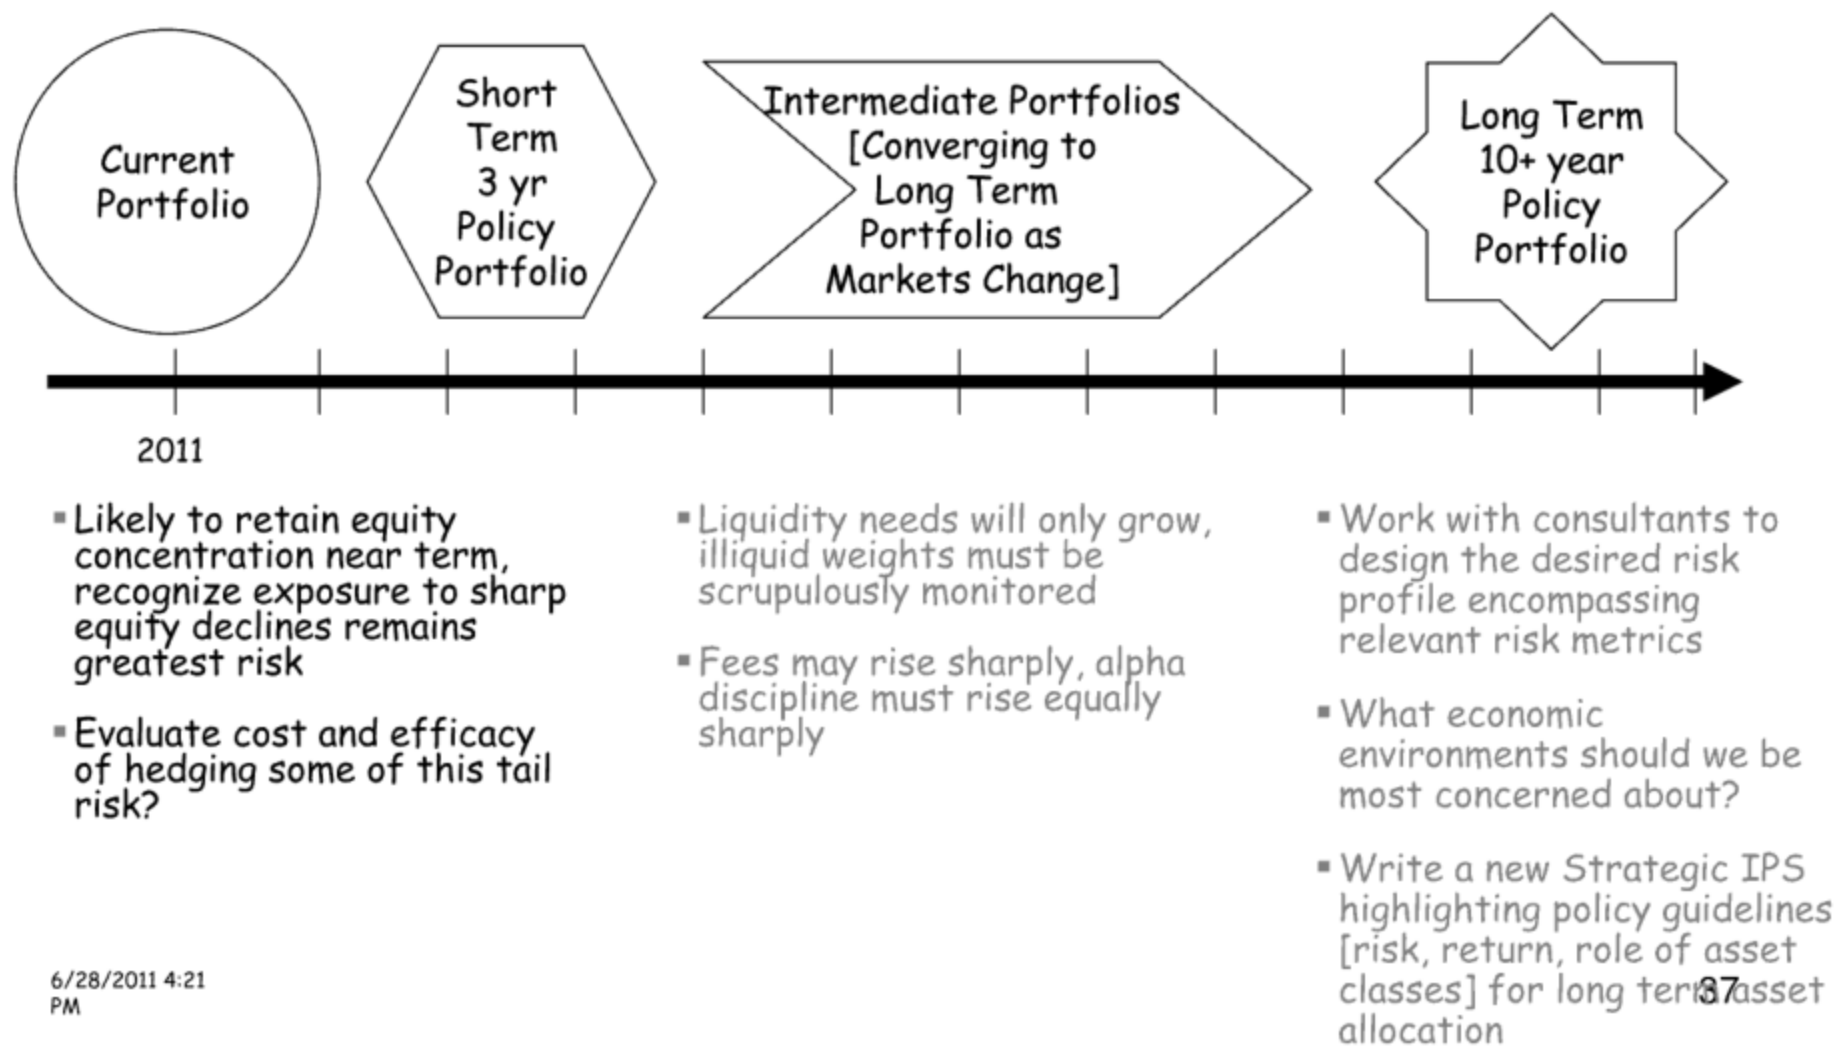 Current
Portfolio
Short
Term
3 yr
Policy
Portfolio
Intermediate Portfolios
[Converging to
Long Term
Portfolio as
Markets Change]
Long Term
10+ year
Policy
Portfolio
2011
▪ Likely to retain equity
concentration near term,
recognize exposure to sharp
equity declines remains
greatest risk
▪ Evaluate cost and efficacy
of hedging some of this tail
risk?
▪ Liquidity needs will only grow,
illiquid weights must be
scrupulously monitored
▪ Fees may rise sharply, alpha
discipline must rise equally
sharply
▪ Work with consultants to
design the desired risk
profile encompassing
relevant risk metrics
▪ What economic
environments should we be
most concerned about?
▪ Write a new Strategic IPS
highlighting policy guidelines
[risk, return, role of asset
classes] for long term asset
allocation
6/28/2011 4:21
PM
37